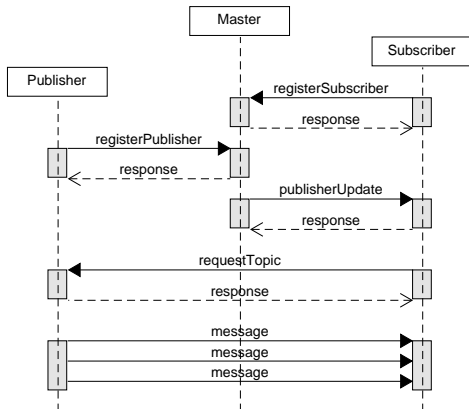 Master
Publisher
Subscriber
registerSubscriber
response
registerPublisher
response
publisherUpdate
response
requestTopic
response
message
message
message